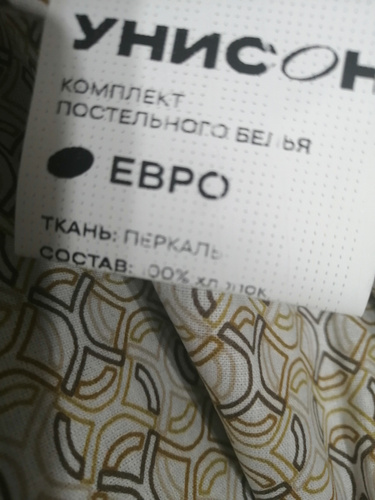 УНИСОН
КОМПЛЕКТ
ПОСТЕЛЬНОГО БЕЛЬЯ
ЕВРО
ТКАНЬ: ПЕРКАЛЬ
СОСТАВ: 100% ХЛОПОК